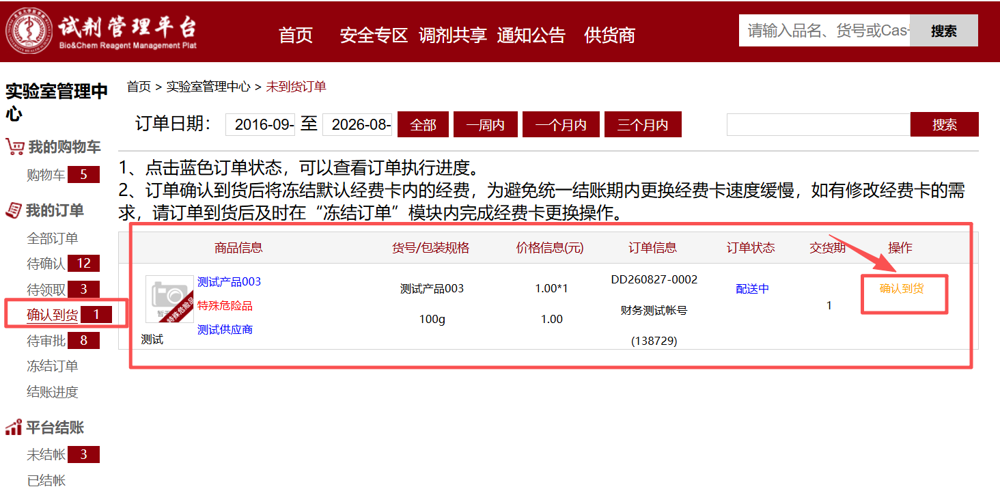 试剂管理平台
Bio&Chem Reagent Management Plat
首页 安全专区 调剂共享 通知公告 供货商
请输入品名、货号或Cas- 搜索
实验室管理中
心
首页 > 实验室管理中心 > 未到货订单
订单日期： 2016-09- 至 2026-08- 全部 一周内 一个月内 三个月内 搜索
我的购物车
购物车 5
我的订单
全部订单
待确认 12
待领取 3
确认到货 1
待审批 8
冻结订单
结账进度
平台结账
未结帐 3
已结帐
1、点击蓝色订单状态，可以查看订单执行进度。
2、订单确认到货后将冻结默认经费卡内的经费，为避免统一结账期内更换经费卡速度缓慢，如有修改经费卡的需
求，请订单到货后及时在“冻结订单”模块内完成经费卡更换操作。
商品信息 货号/包装规格 价格信息(元) 订单信息 订单状态 交货期 操作
测试产品003
特殊危险品
测试供应商
暂
特殊危险品
测试
测试产品003
100g
1.00*1
1.00
DD260827-0002
财务测试帐号
(138729)
配送中
1
确认到货